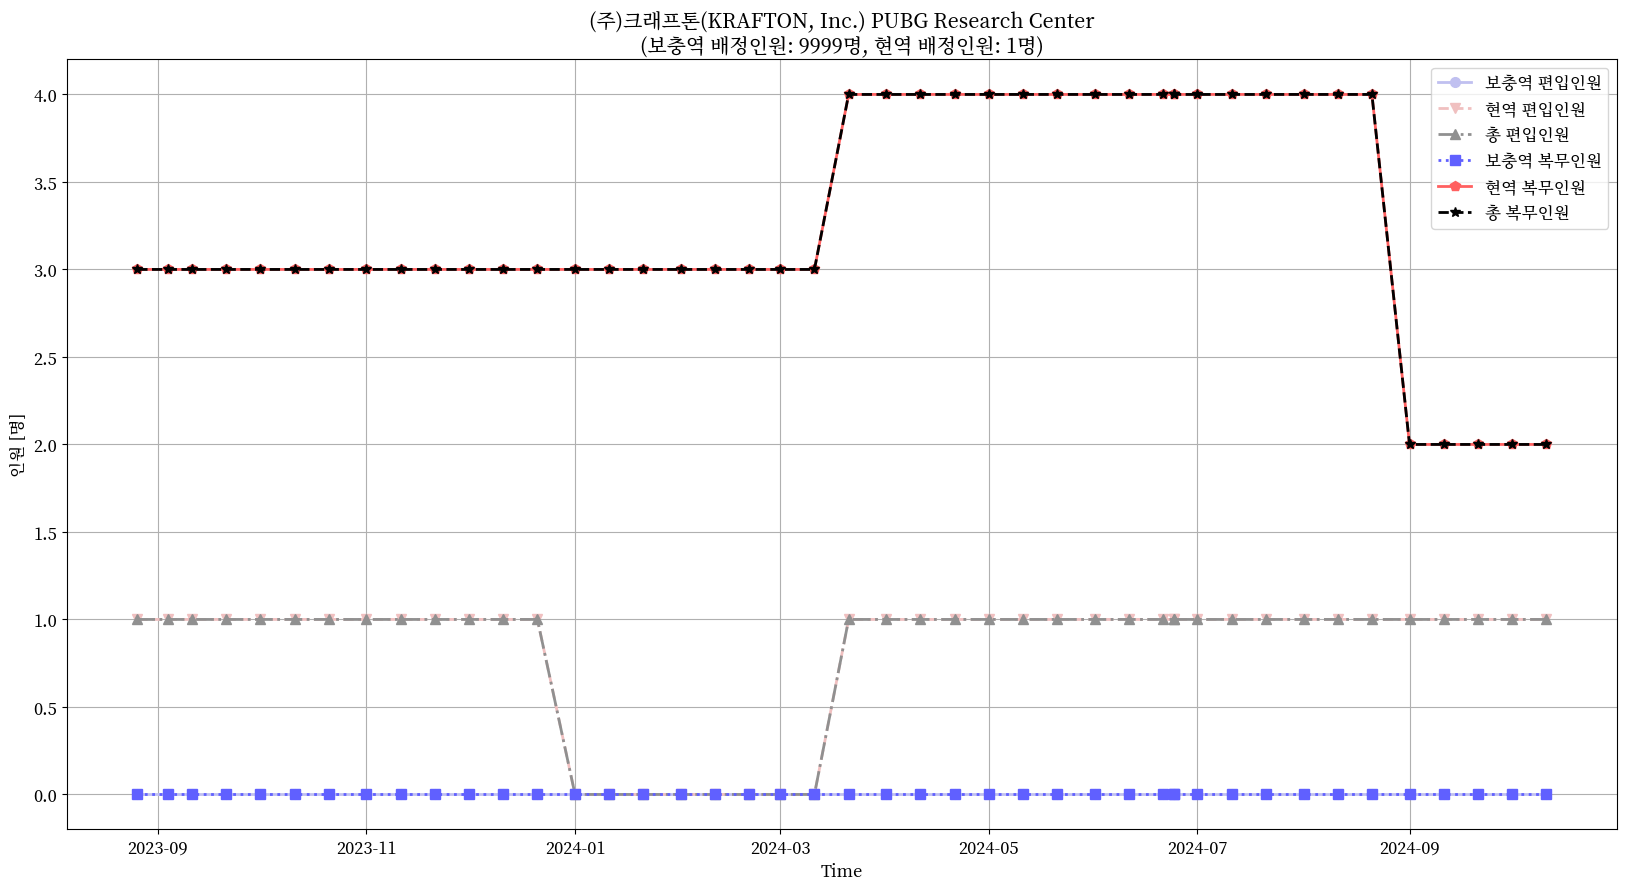 (주)크래프톤(KRAFTON, Inc.) PUBG Research Center
(보충역 배정인원: 9999명, 현역 배정인원: 1명)
보충역 편입인원
현역 편입인원
총 편입인원
보충역 복무인원
현역 복무인원
총 복무인원
인원 [명]
4.0
3.5
3.0
2.5
2.0
1.5
1.0
0.5
0.0
2023-09 2023-11 2024-01 2024-03 2024-05 2024-07 2024-09
Time